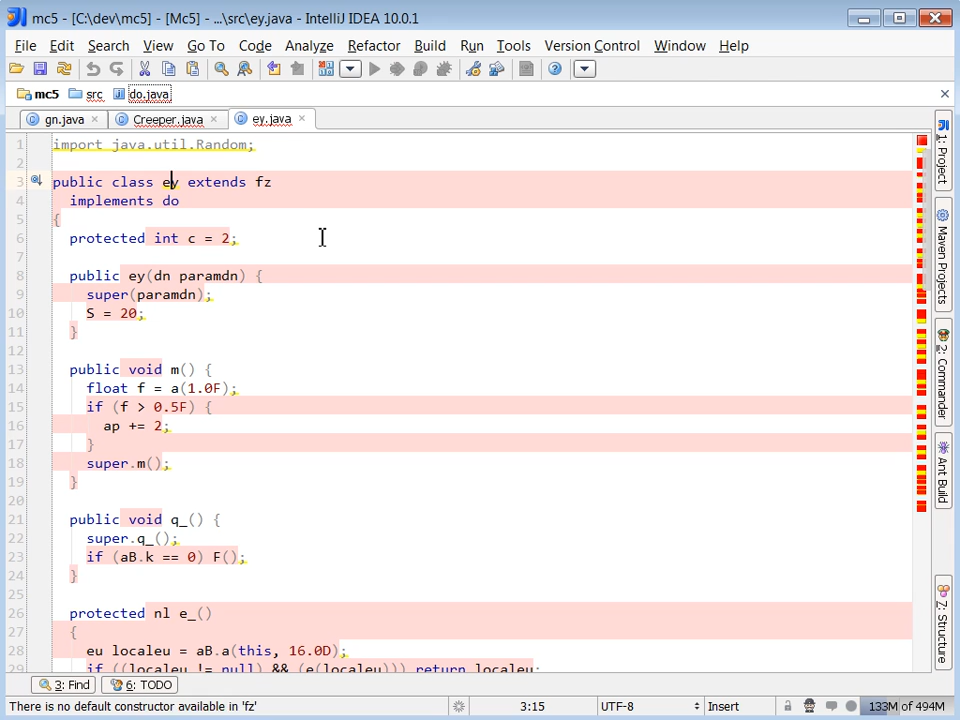 mc5 - [C:\dev\mc5] - [Mc5] - ...\src\ey.java - IntelliJ IDEA 10.0.1
File Edit Search View Go To Code Analyze Refactor Build Run Tools Version Control Window Help
mc5 src do.java
gn.java Creeper.java ey.java
1 import java.util.Random;
2
3 public class ey extends fz
4 implements do
5 {
6 protected int c = 2;
7
8 public ey(dn paramdn) {
9 super(paramdn);
10 S = 20;
11 }
12
13 public void m() {
14 float f = a(1.0F);
15 if (f > 0.5F) {
16 ap += 2;
17 }
18 super.m();
19 }
20
21 public void q_() {
22 super.q_();
23 if (aB.k == 0) F();
24 }
25
26 protected nl e_()
27 {
28 eu localeu = aB.a(this, 16.0D);
29 if ((localeu != null) && (e(localeu))) return localeu;
1: Project
Maven Projects
2: Commander
Ant Build
7: Structure
3: Find 6: TODO
There is no default constructor available in 'fz' 3:15 UTF-8 Insert 133M of 494M